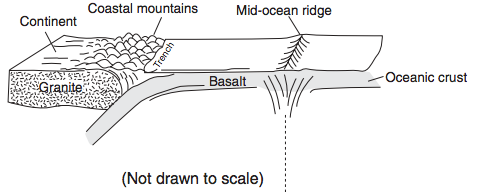 Continent
Coastal mountains
Mid-ocean ridge
Trench
Granite
Basalt
Oceanic crust
(Not drawn to scale)